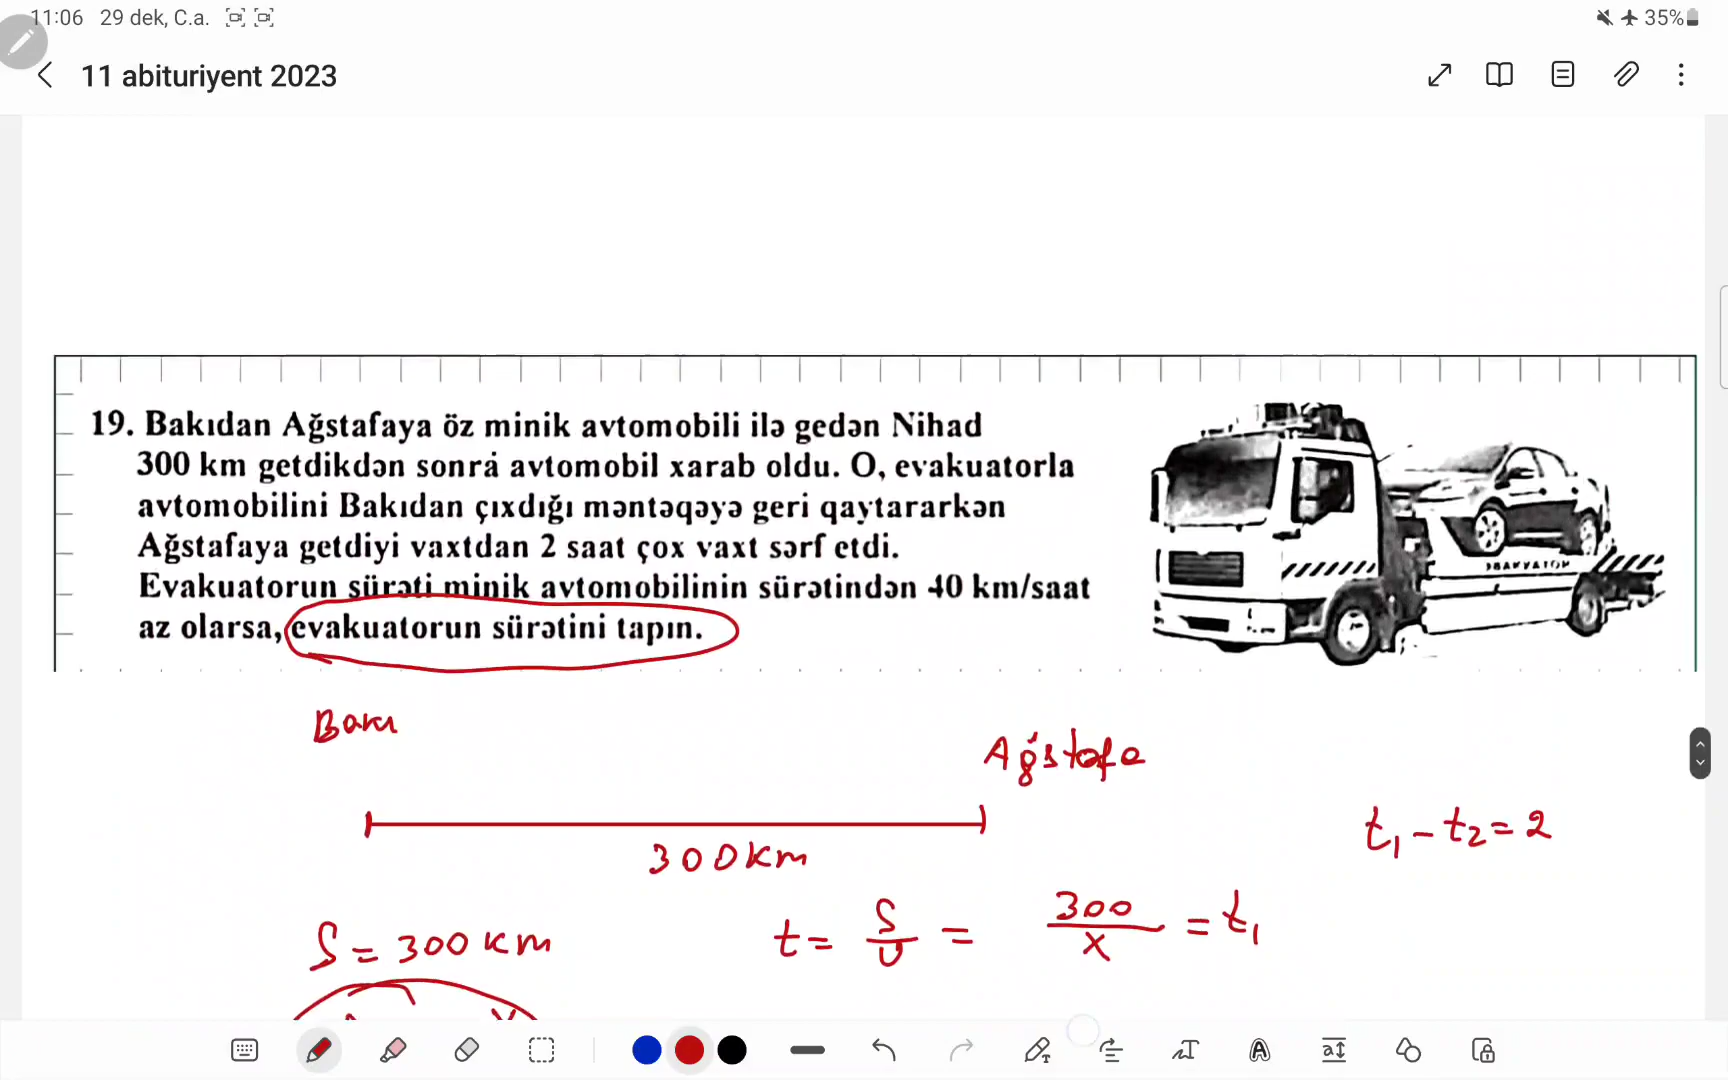 11:06 29 dek, C.a. 35%
11 abituriyent 2023
19. Bakıdan Ağstafaya öz minik avtomobili ilə gedən Nihad
300 km getdikdən sonra avtomobil xarab oldu. O, evakuatorla
avtomobilini Bakıdan çıxdığı məntəqəyə geri qaytararkən
Ağstafaya getdiyi vaxtdan 2 saat çox vaxt sərf etdi.
Evakuatorun sürəti minik avtomobilinin sürətindən 40 km/saat
az olarsa, evakuatorun sürətini tapın.
Bakı
Ağstafa
300 km
t₁ - t₂ = 2
S = 300 km
t = S/v = 300/x = t₁